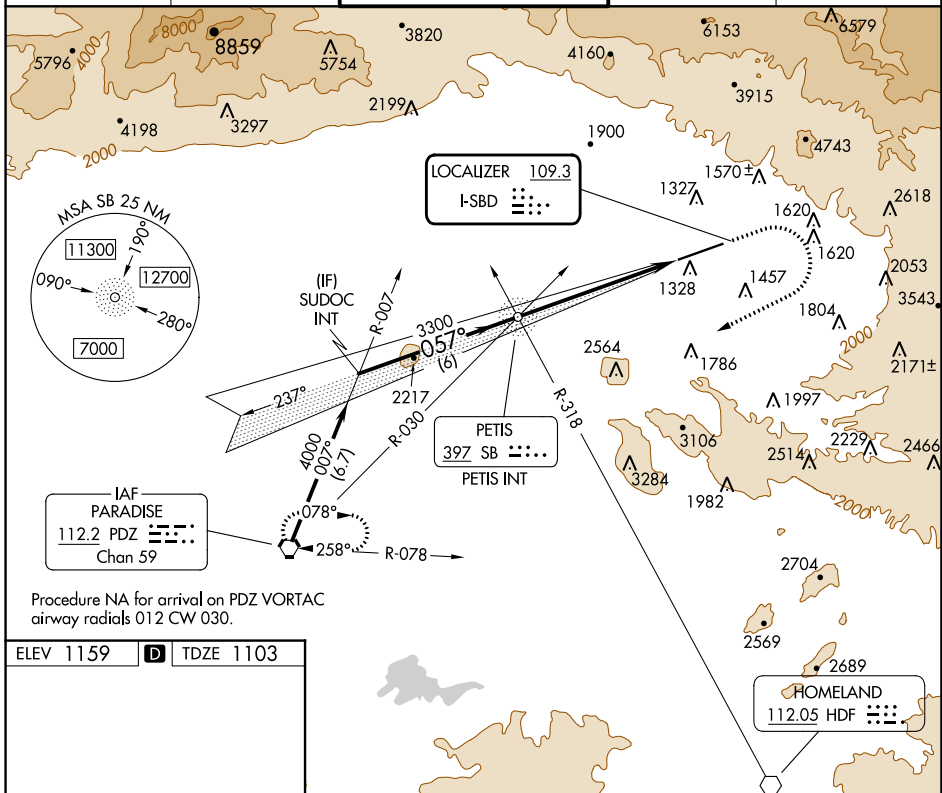 8000
8859
3820
6153
6579
5796
4000
5754
4160
3915
4198
3297
2199
2000
1900
4743
LOCALIZER 109.3
I-SBD
1570±
1327
2618
1620
1620
MSA SB 25 NM
11300
190°
12700
090°
280°
7000
(IF)
SUDOC
INT
R-007
3300
057°
(6)
1328
1457
2053
3543
1804
2000
237°
2217
R-030
2564
1786
2171±
R-318
1997
4000
007°
(6.7)
PETIS
397 SB
PETIS INT
3106
2514
2229
2466
3284
1982
2000
IAF
PARADISE
112.2 PDZ
Chan 59
078°
258°
R-078
2704
2569
2689
Procedure NA for arrival on PDZ VORTAC
airway radials 012 CW 030.
ELEV 1159 D TDZE 1103
HOMELAND
112.05 HDF